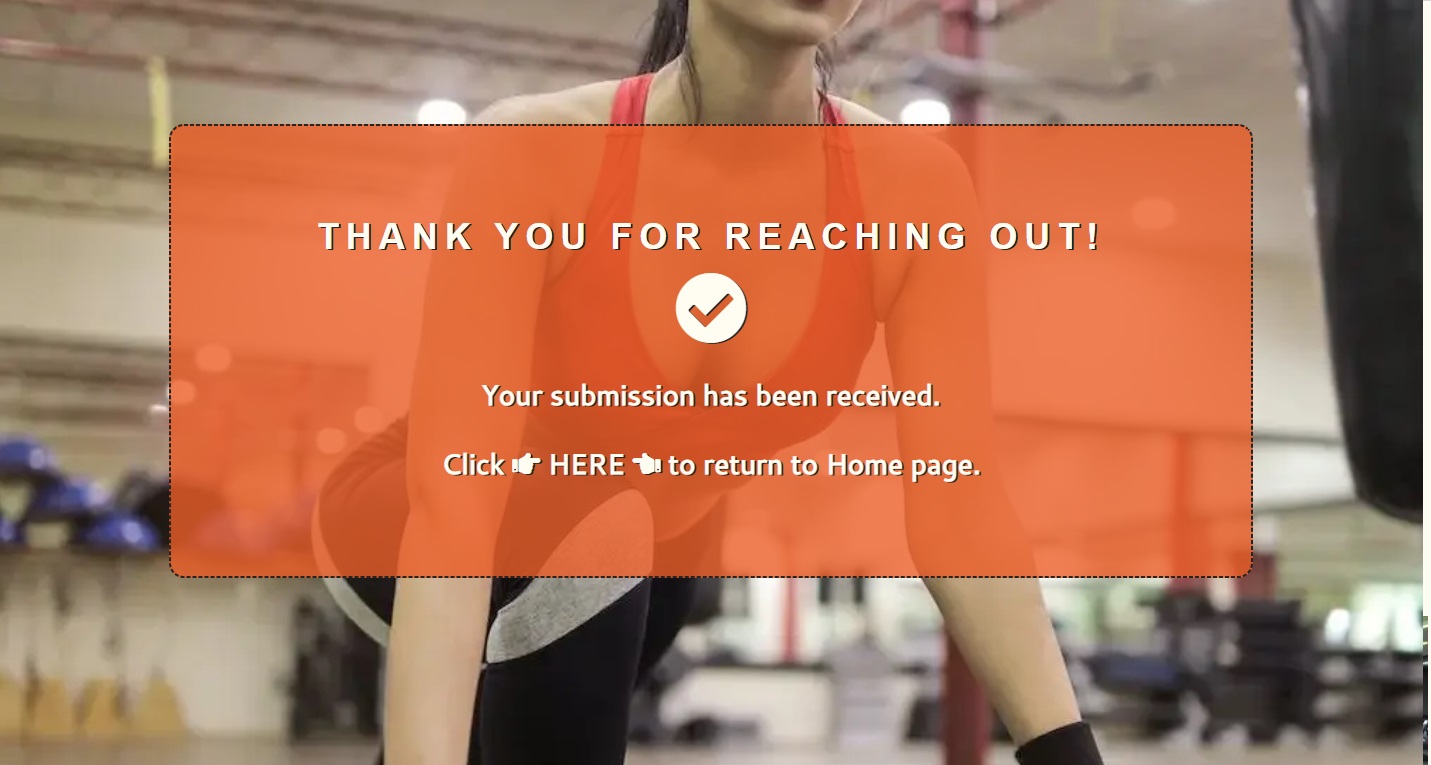 THANK YOU FOR REACHING OUT!
Your submission has been received.
Click HERE to return to Home page.